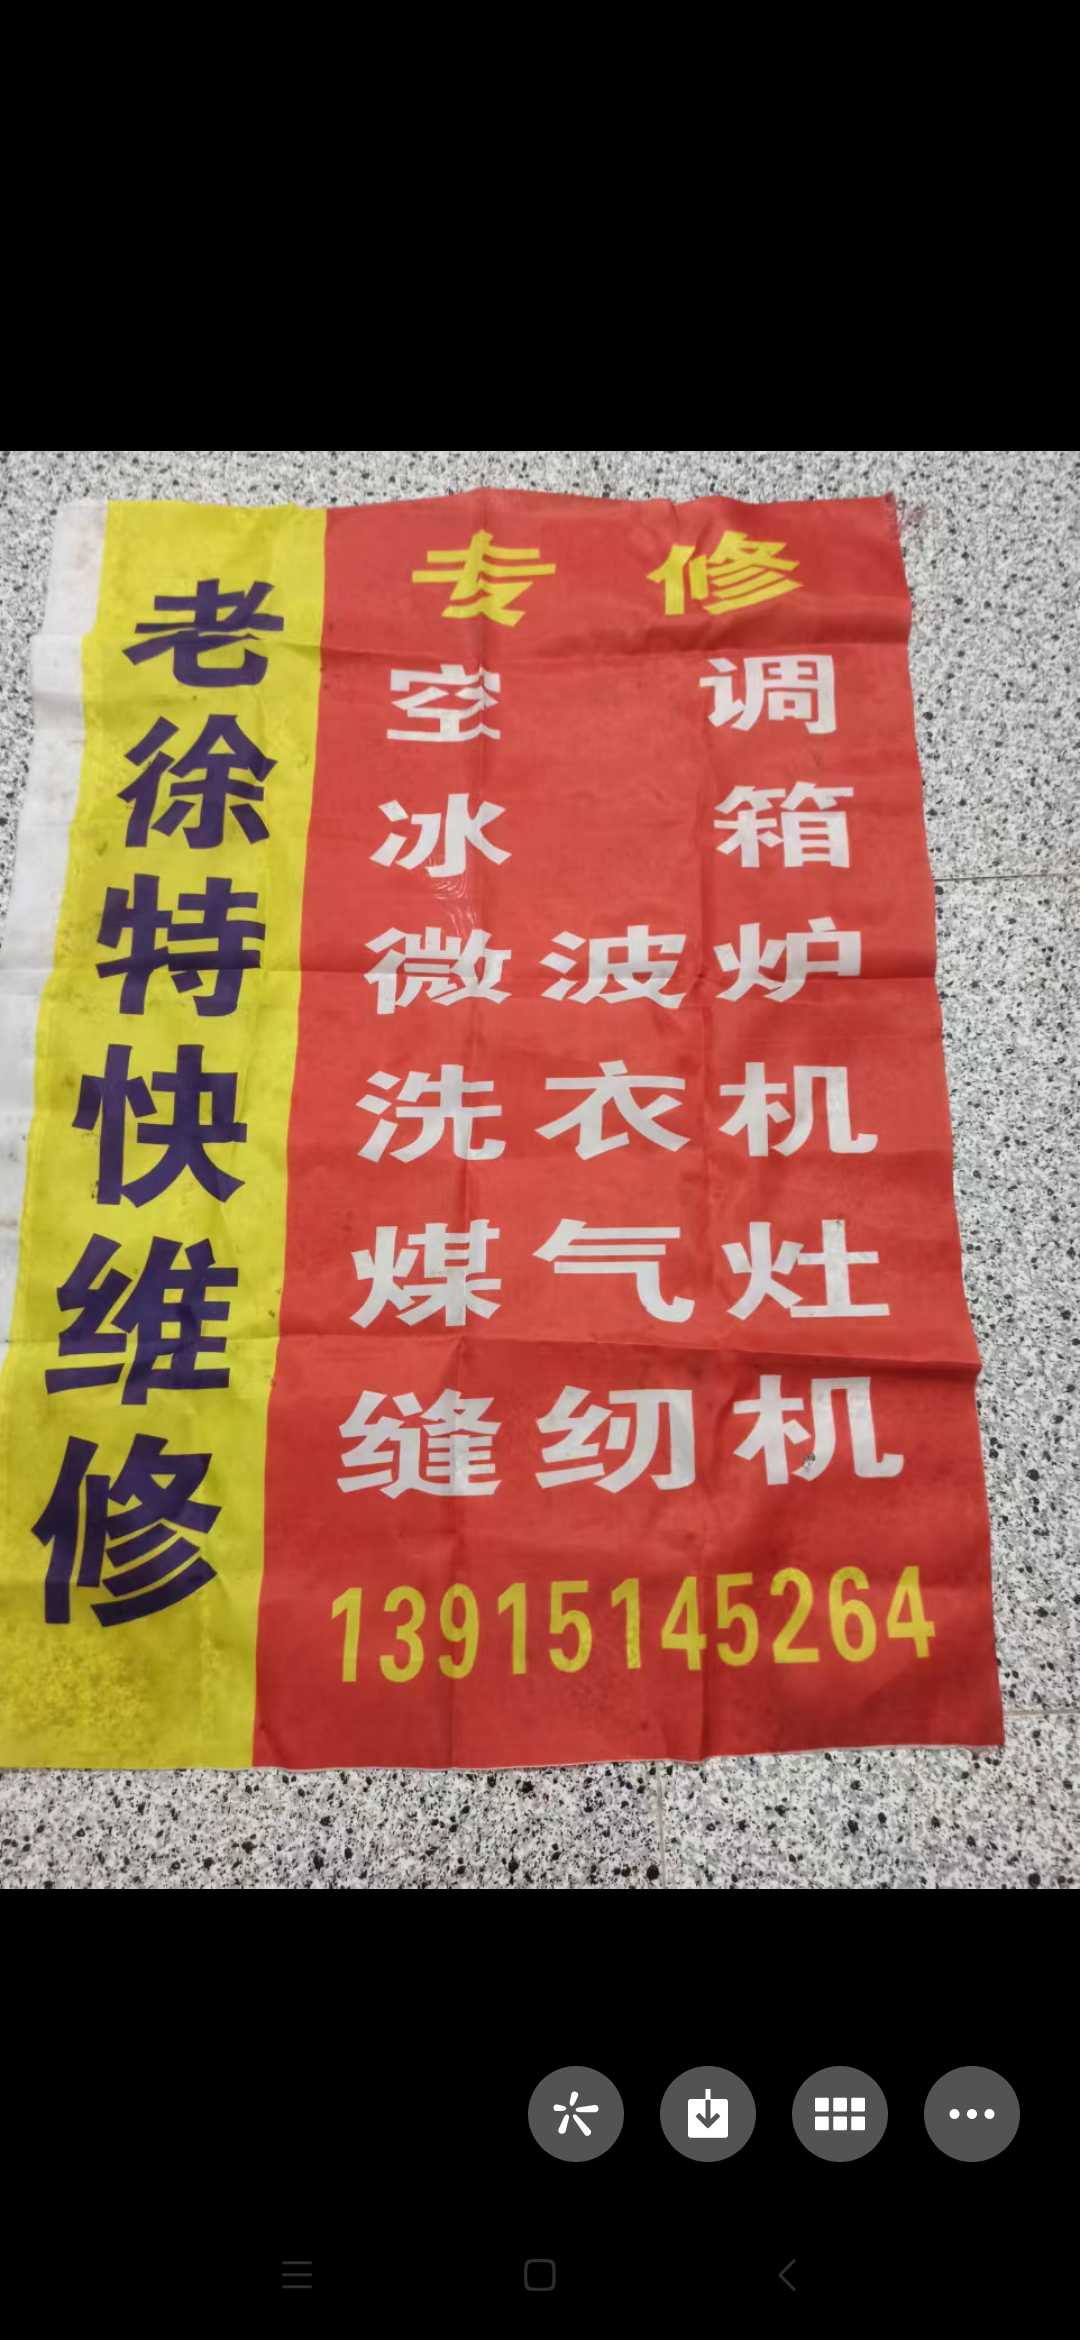 老徐特快维修
专 修
空 调
冰 箱
微波炉
洗衣机
煤气灶
缝纫机
13915145264